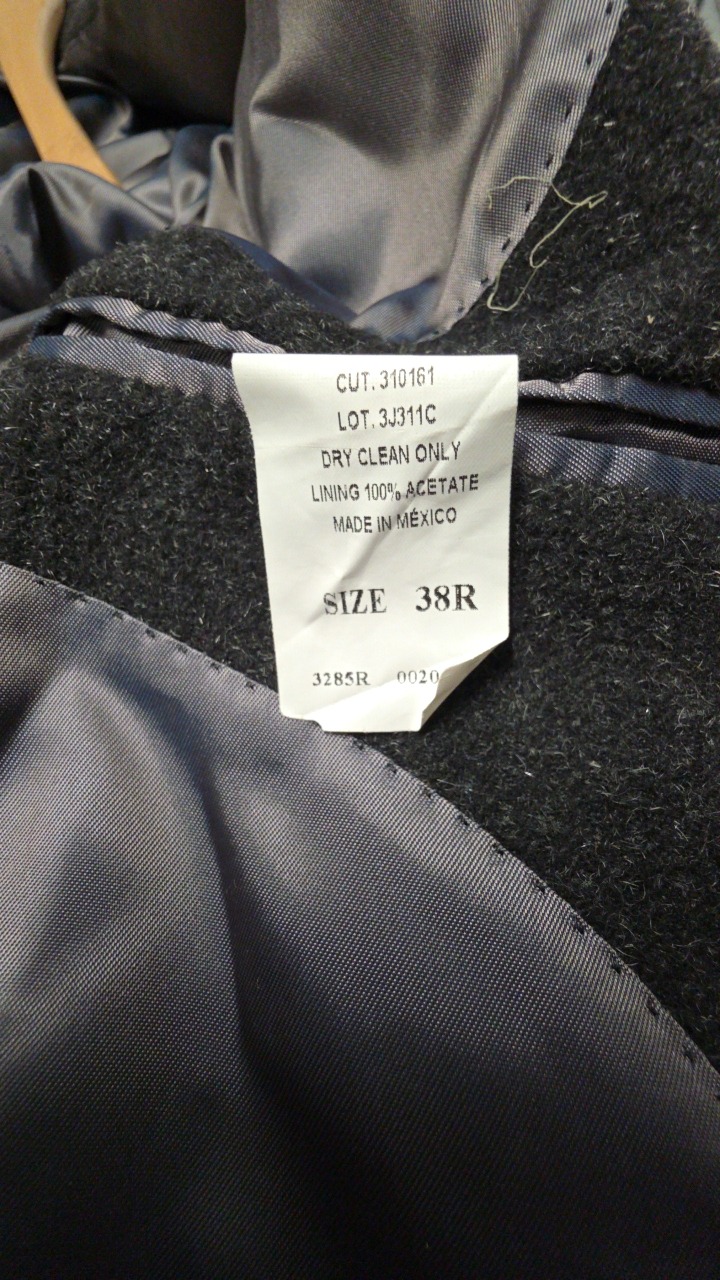 CUT. 310161
LOT. 3J311C
DRY CLEAN ONLY
LINING 100% ACETATE
MADE IN MÉXICO
SIZE 38R
3285R 0020